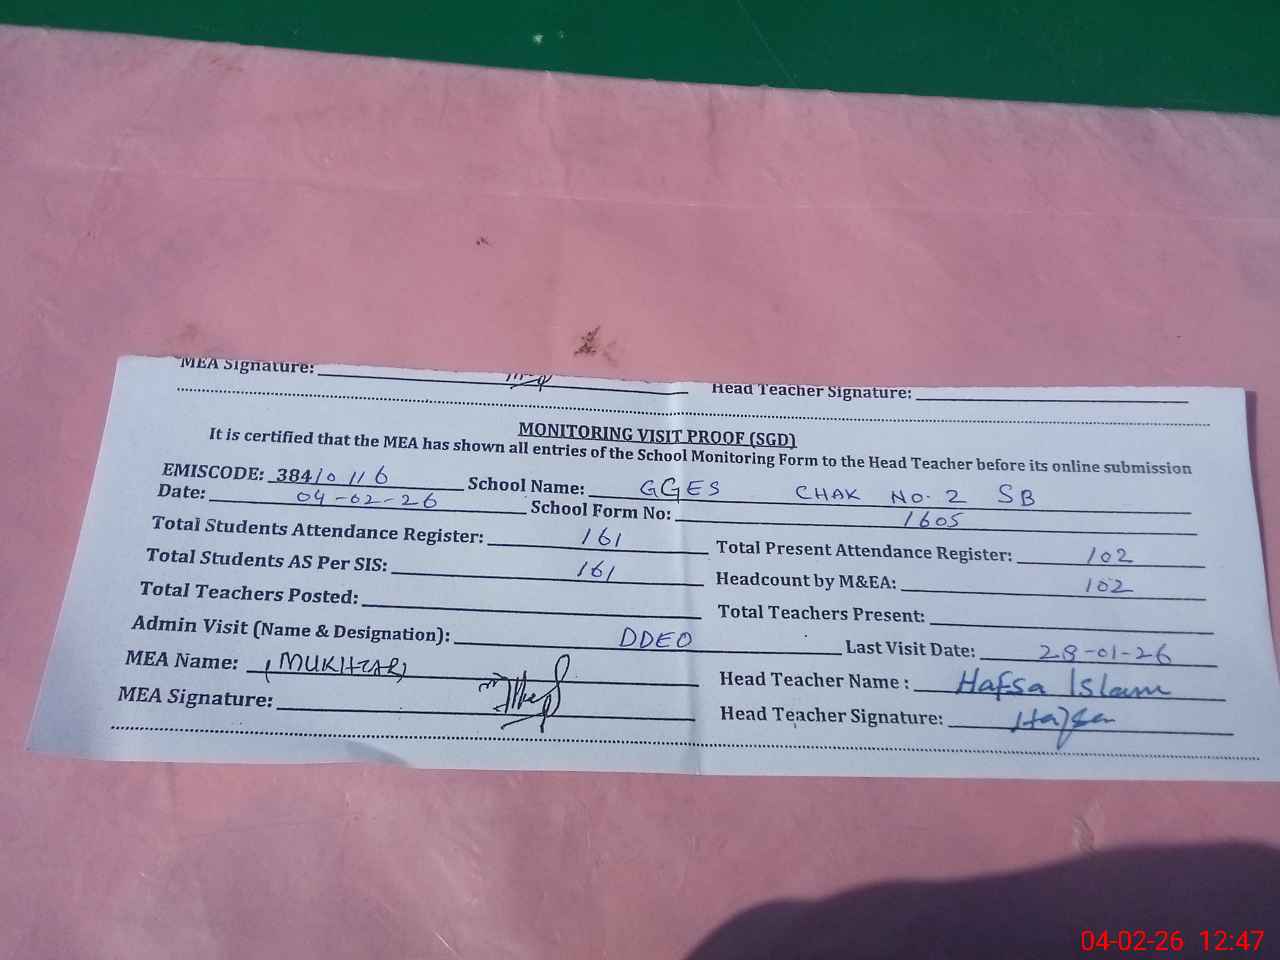 MEA Signature: Head Teacher Signature:
MONITORING VISIT PROOF (SGD)
It is certified that the MEA has shown all entries of the School Monitoring Form to the Head Teacher before its online submission
EMISCODE: 38410116 School Name: GGES CHAK NO. 2 SB
Date: 04-02-26 School Form No: 1605
Total Students Attendance Register: 161 Total Present Attendance Register: 102
Total Students AS Per SIS: 161 Headcount by M&EA: 102
Total Teachers Posted: Total Teachers Present:
Admin Visit (Name & Designation): DDEO Last Visit Date: 28-01-26
MEA Name: (MUKHTAR) Head Teacher Name : Hafsa Islam
MEA Signature: Head Teacher Signature: Hafsa
04-02-26 12:47